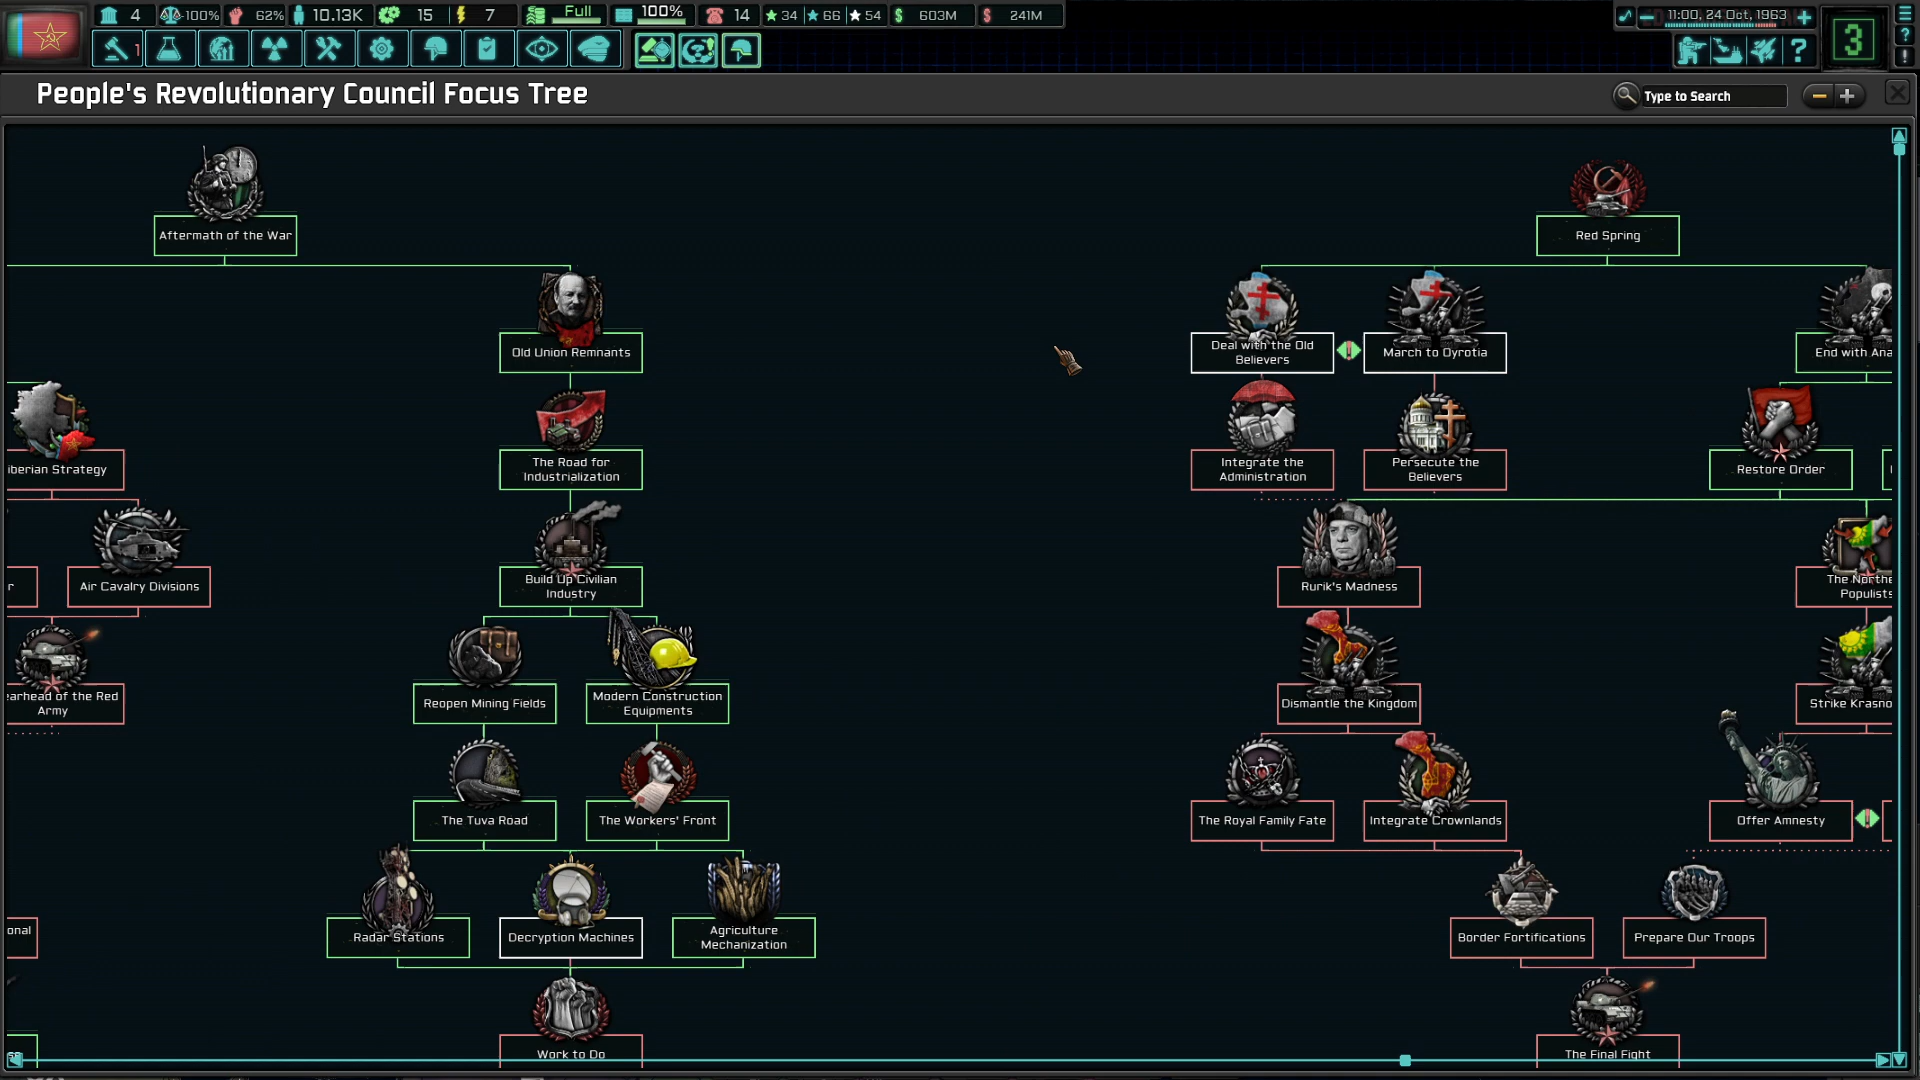 4
-100%
62%
10.13K
15
7
Full
100%
14
34
66
54
$ 603M
$ 241M
11:00, 24 Oct, 1963
1
?
3
?
People's Revolutionary Council Focus Tree
Type to Search
Aftermath of the War
Red Spring
Old Union Remnants
Deal with the Old
Believers
March to Oyrotia
End with Ana
iberian Strategy
The Road for
Industrialization
Integrate the
Administration
Persecute the
Believers
Restore Order
r
Air Cavalry Divisions
Build Up Civilian
Industry
Rurik's Madness
The Northe
Populists
earhead of the Red
Army
Reopen Mining Fields
Modern Construction
Equipments
Dismantle the Kingdom
Strike Krasno
The Tuva Road
The Workers' Front
The Royal Family Fate
Integrate Crownlands
Offer Amnesty
onal
Radar Stations
Decryption Machines
Agriculture
Mechanization
Border Fortifications
Prepare Our Troops
Work to Do
The Final Fight